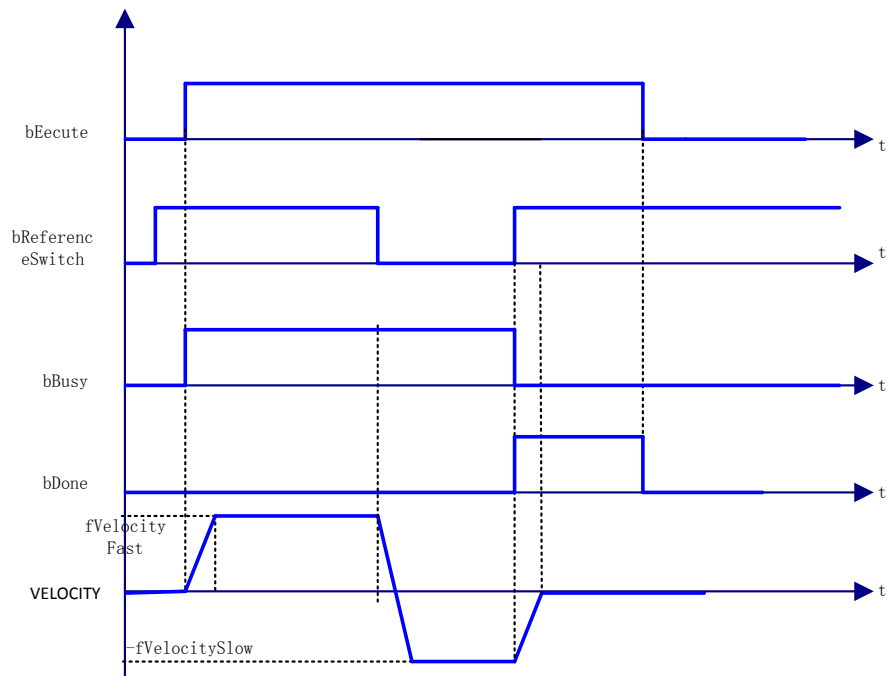 bEecute
t
bReferenc
eSwitch
t
bBusy
t
bDone
t
fVelocity
Fast
VELOCITY
t
-fVelocitySlow